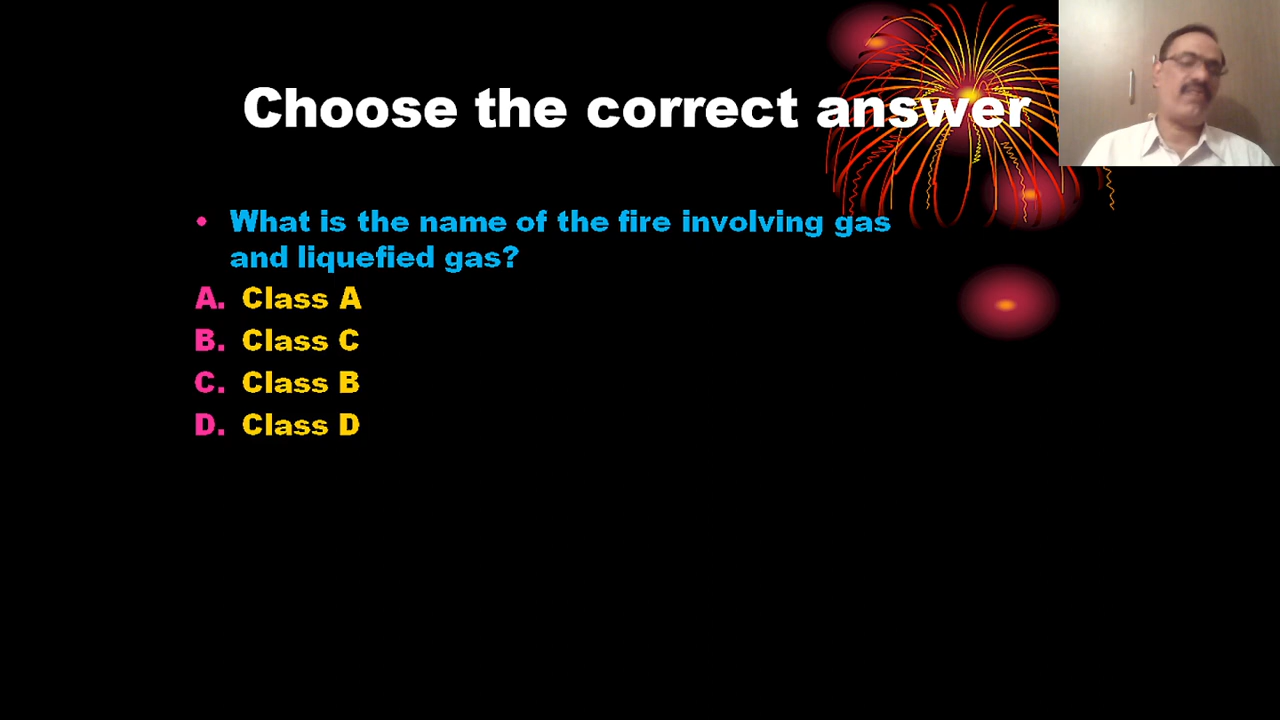 Choose the correct answer
• What is the name of the fire involving gas
and liquefied gas?
A. Class A
B. Class C
C. Class B
D. Class D